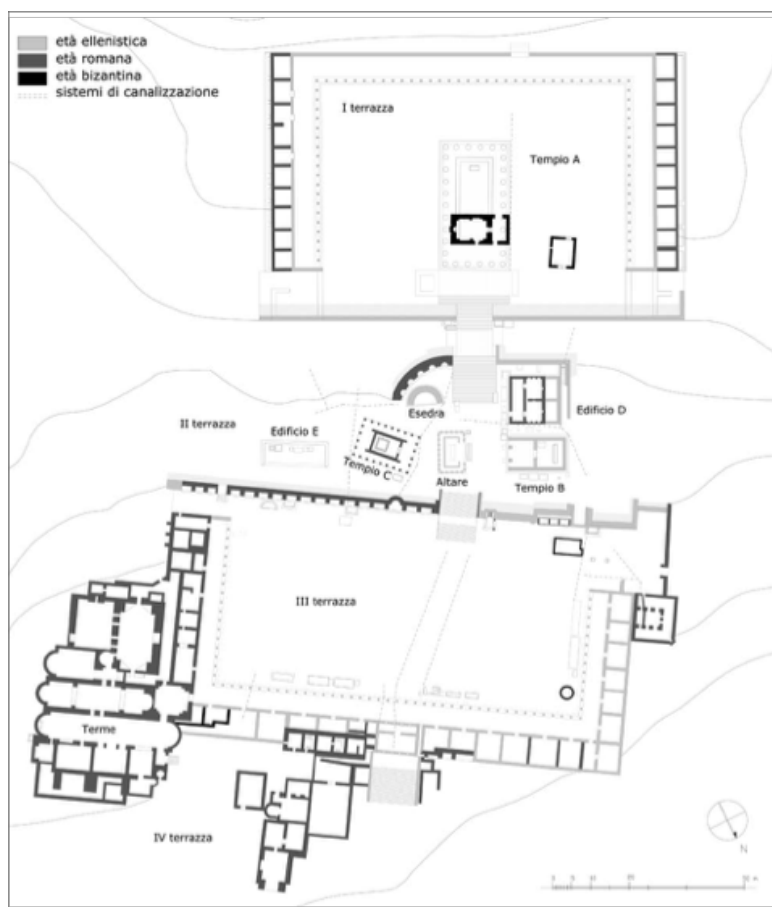 età ellenistica
età romana
età bizantina
sistemi di canalizzazione
I terrazza
Tempio A
Esedra
Edificio D
II terrazza
Edificio E
Tempio C
Altare
Tempio B
III terrazza
Terme
IV terrazza
N